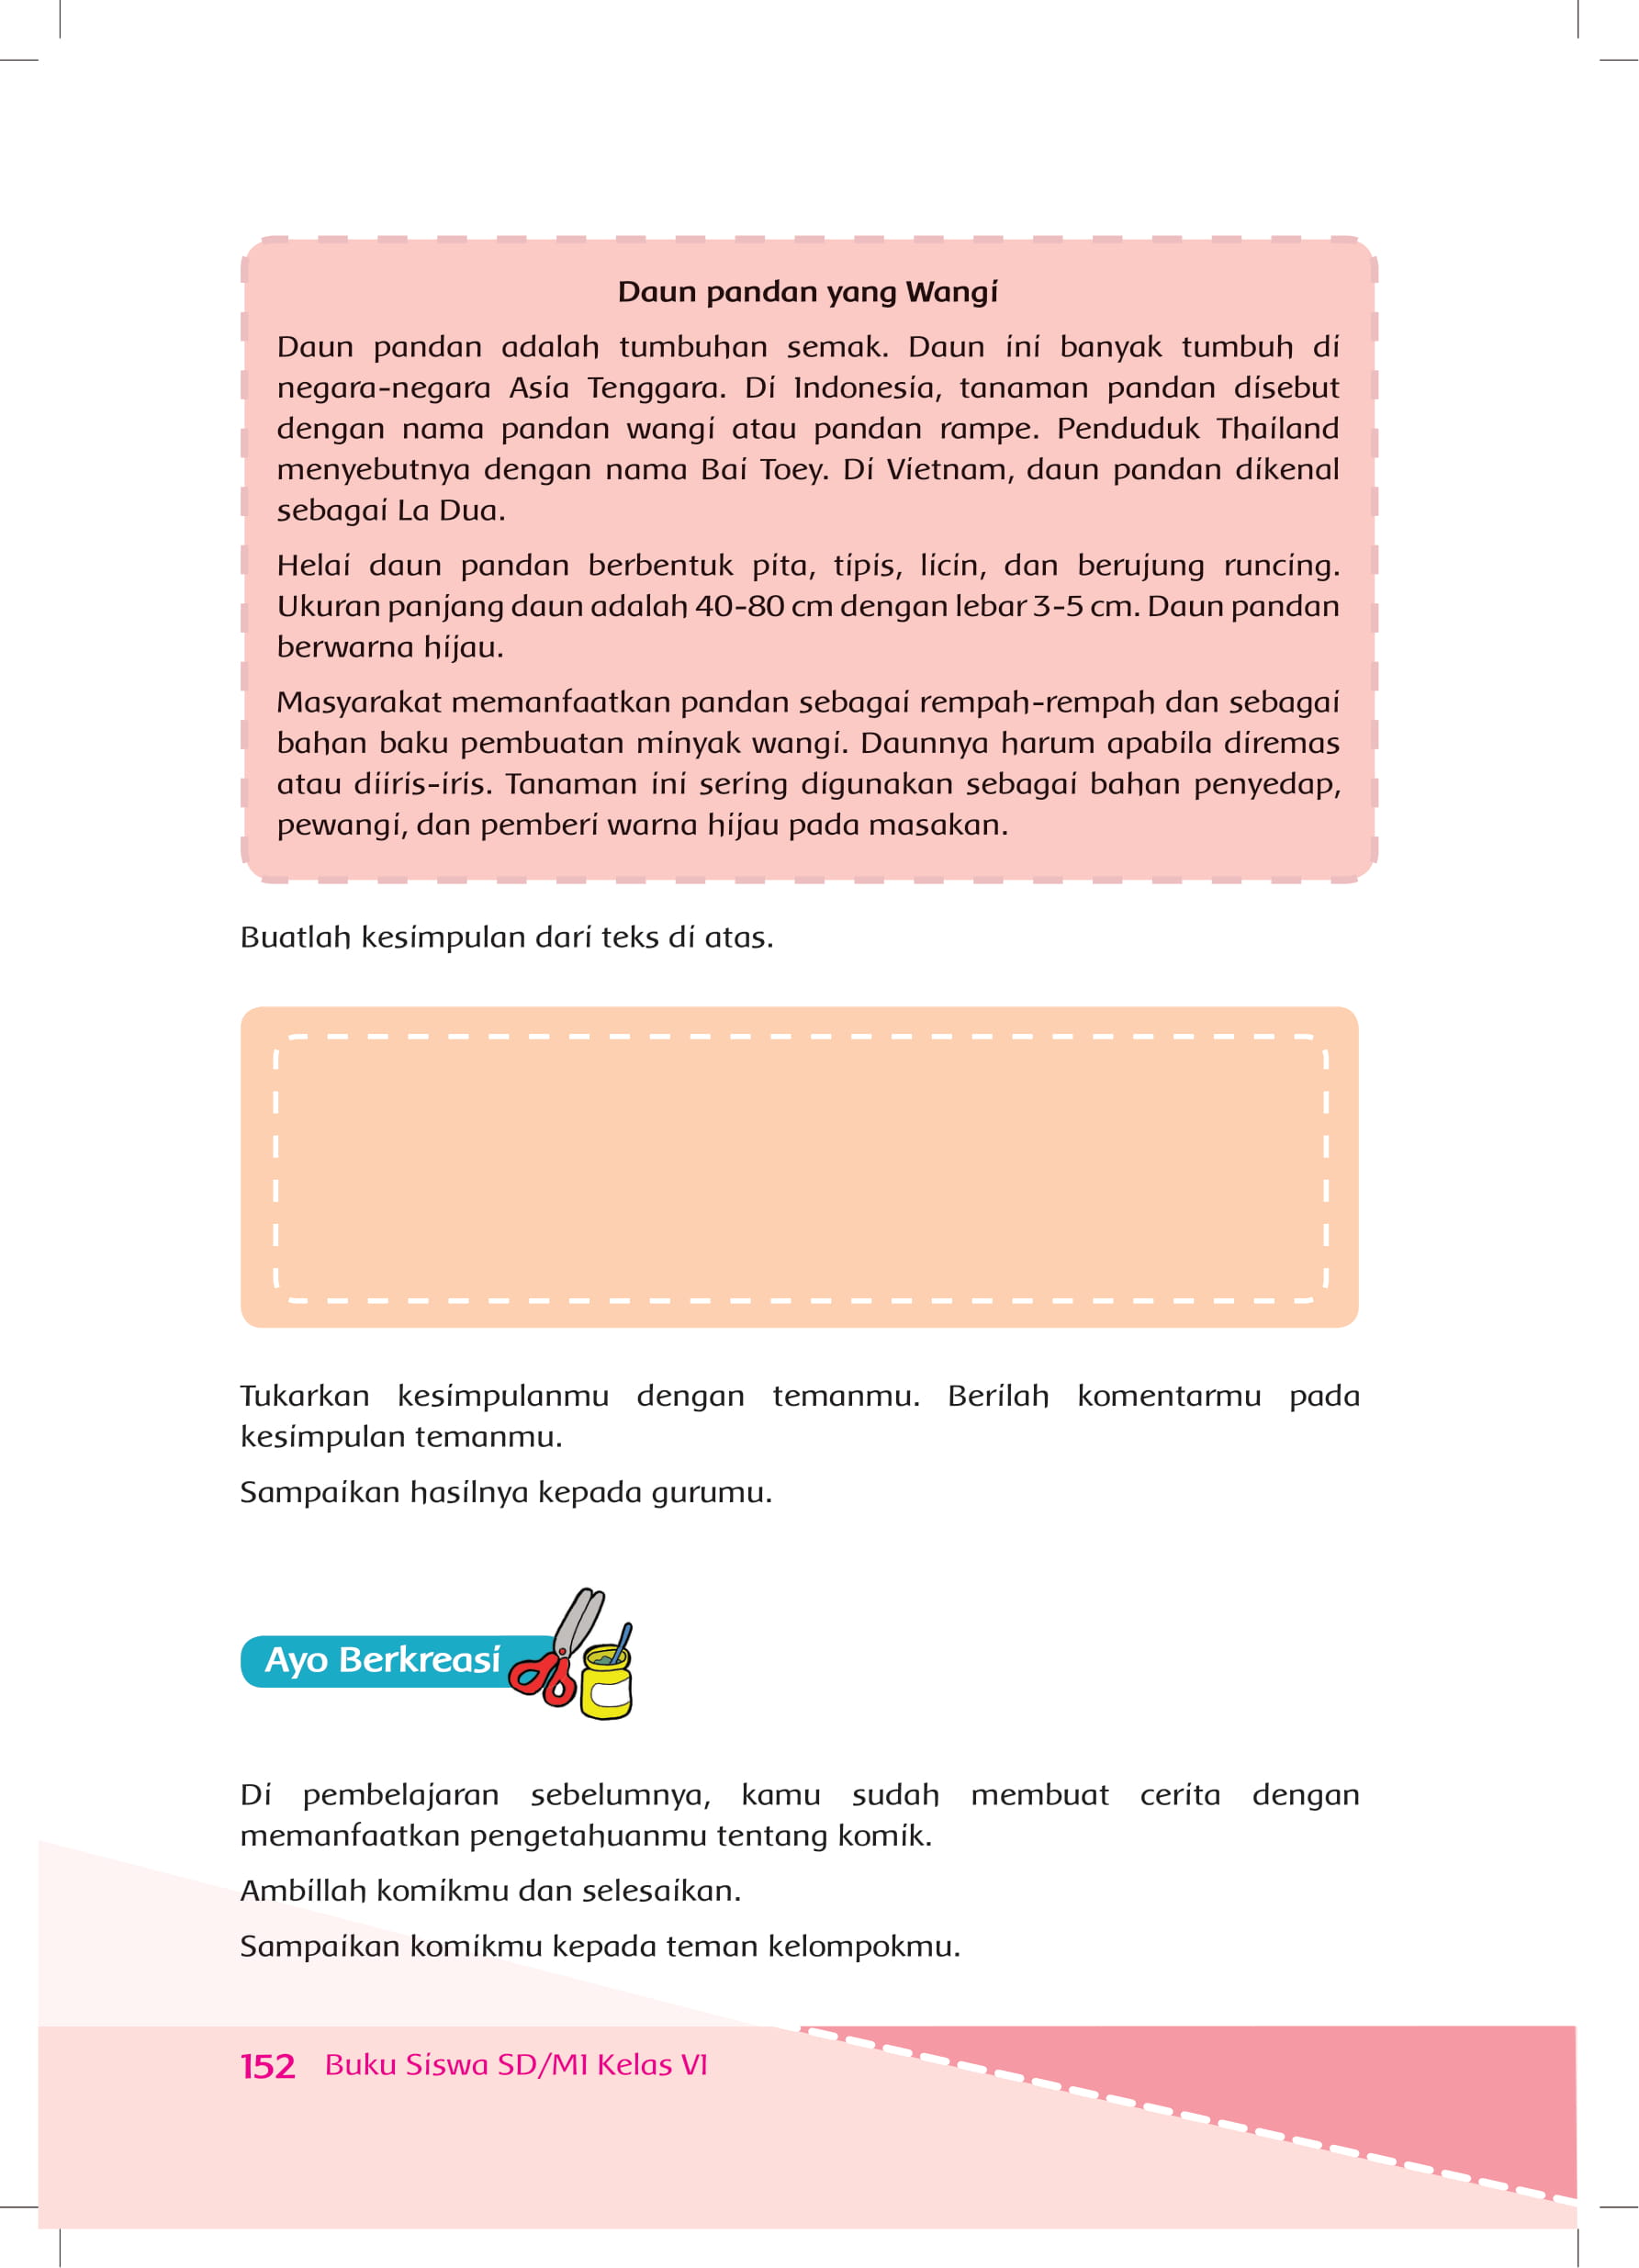 Daun pandan yang Wangi
Daun pandan adalah tumbuhan semak. Daun ini banyak tumbuh di
negara-negara Asia Tenggara. Di Indonesia, tanaman pandan disebut
dengan nama pandan wangi atau pandan rampe. Penduduk Thailand
menyebutnya dengan nama Bai Toey. Di Vietnam, daun pandan dikenal
sebagai La Dua.
Helai daun pandan berbentuk pita, tipis, licin, dan berujung runcing.
Ukuran panjang daun adalah 40-80 cm dengan lebar 3-5 cm. Daun pandan
berwarna hijau.
Masyarakat memanfaatkan pandan sebagai rempah-rempah dan sebagai
bahan baku pembuatan minyak wangi. Daunnya harum apabila diremas
atau diiris-iris. Tanaman ini sering digunakan sebagai bahan penyedap,
pewangi, dan pemberi warna hijau pada masakan.
Buatlah kesimpulan dari teks di atas.
Tukarkan kesimpulanmu dengan temanmu. Berilah komentarmu pada
kesimpulan temanmu.
Sampaikan hasilnya kepada gurumu.
Ayo Berkreasi
Di pembelajaran sebelumnya, kamu sudah membuat cerita dengan
memanfaatkan pengetahuanmu tentang komik.
Ambillah komikmu dan selesaikan.
Sampaikan komikmu kepada teman kelompokmu.
152 Buku Siswa SD/MI Kelas VI